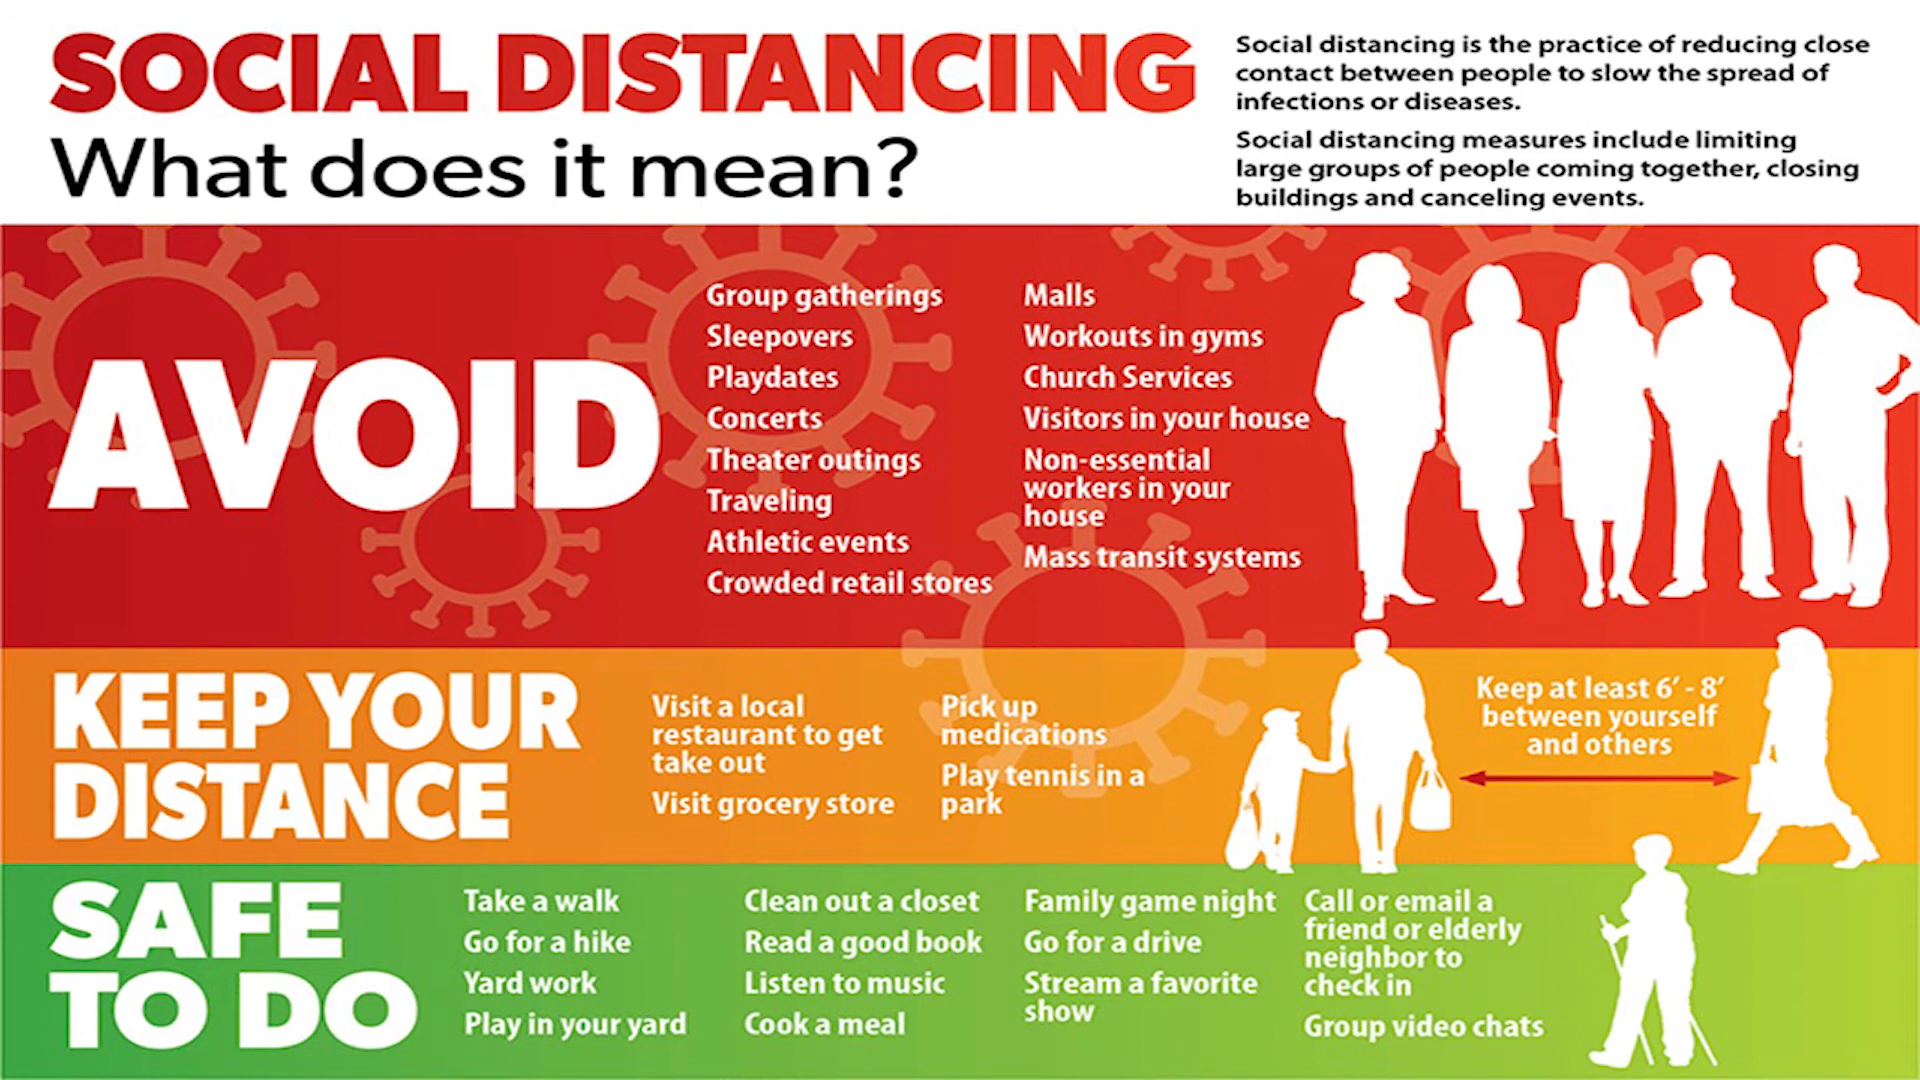 SOCIAL DISTANCING
What does it mean?
Social distancing is the practice of reducing close
contact between people to slow the spread of
infections or diseases.
Social distancing measures include limiting
large groups of people coming together, closing
buildings and canceling events.
AVOID
Group gatherings
Sleepovers
Playdates
Concerts
Theater outings
Traveling
Athletic events
Crowded retail stores
Malls
Workouts in gyms
Church Services
Visitors in your house
Non-essential
workers in your
house
Mass transit systems
KEEP YOUR
DISTANCE
Visit a local
restaurant to get
take out
Visit grocery store
Pick up
medications
Play tennis in a
park
Keep at least 6′ - 8′
between yourself
and others
SAFE
TO DO
Take a walk
Go for a hike
Yard work
Play in your yard
Clean out a closet
Read a good book
Listen to music
Cook a meal
Family game night
Go for a drive
Stream a favorite
show
Call or email a
friend or elderly
neighbor to
check in
Group video chats